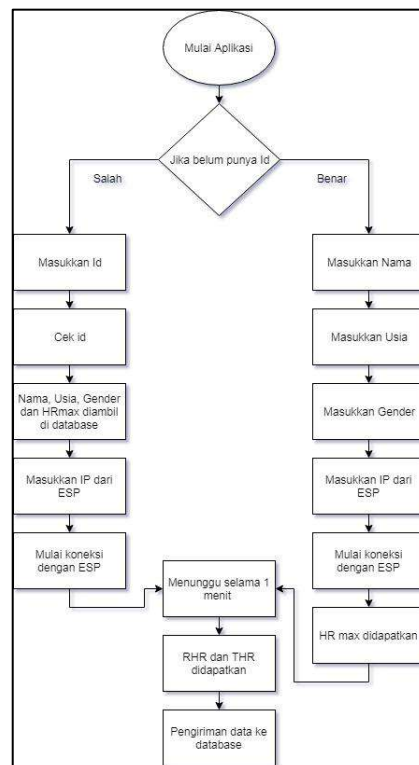 Mulai Aplikasi
Jika belum punya Id
Salah
Benar
Masukkan Id
Cek id
Nama, Usia, Gender
dan HRmax diambil
di database
Masukkan IP dari
ESP
Mulai koneksi
dengan ESP
Masukkan Nama
Masukkan Usia
Masukkan Gender
Masukkan IP dari
ESP
Mulai koneksi
dengan ESP
HR max didapatkan
Menunggu selama 1
menit
RHR dan THR
didapatkan
Pengiriman data ke
database